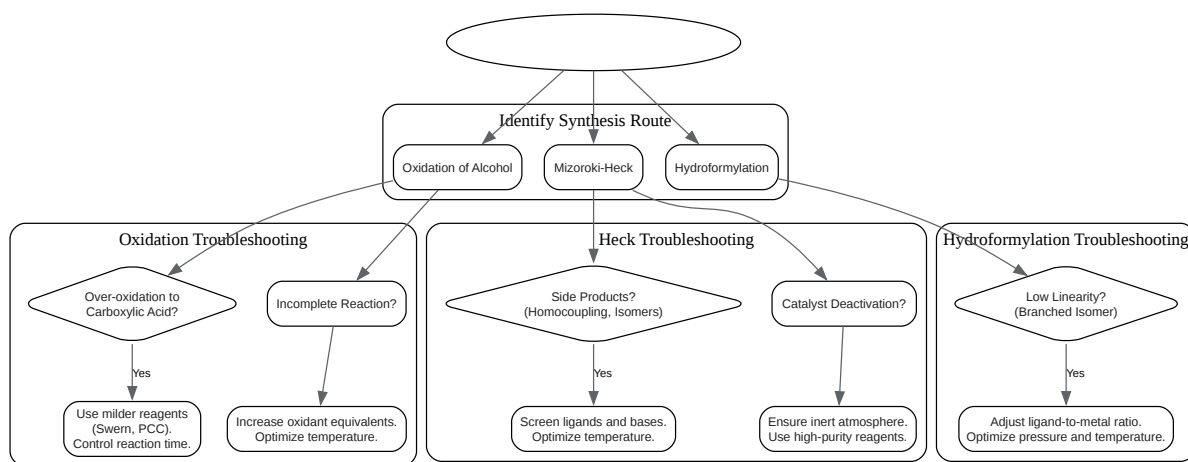 Identify Synthesis Route
Oxidation of Alcohol
Mizoroki-Heck
Hydroformylation
Oxidation Troubleshooting
Heck Troubleshooting
Hydroformylation Troubleshooting
Over-oxidation to
Carboxylic Acid?
Incomplete Reaction?
Side Products?
(Homocoupling, Isomers)
Catalyst Deactivation?
Low Linearity?
(Branched Isomer)
Yes
Yes
Yes
Use milder reagents
(Swern, PCC).
Control reaction time.
Increase oxidant equivalents.
Optimize temperature.
Screen ligands and bases.
Optimize temperature.
Ensure inert atmosphere.
Use high-purity reagents.
Adjust ligand-to-metal ratio.
Optimize pressure and temperature.